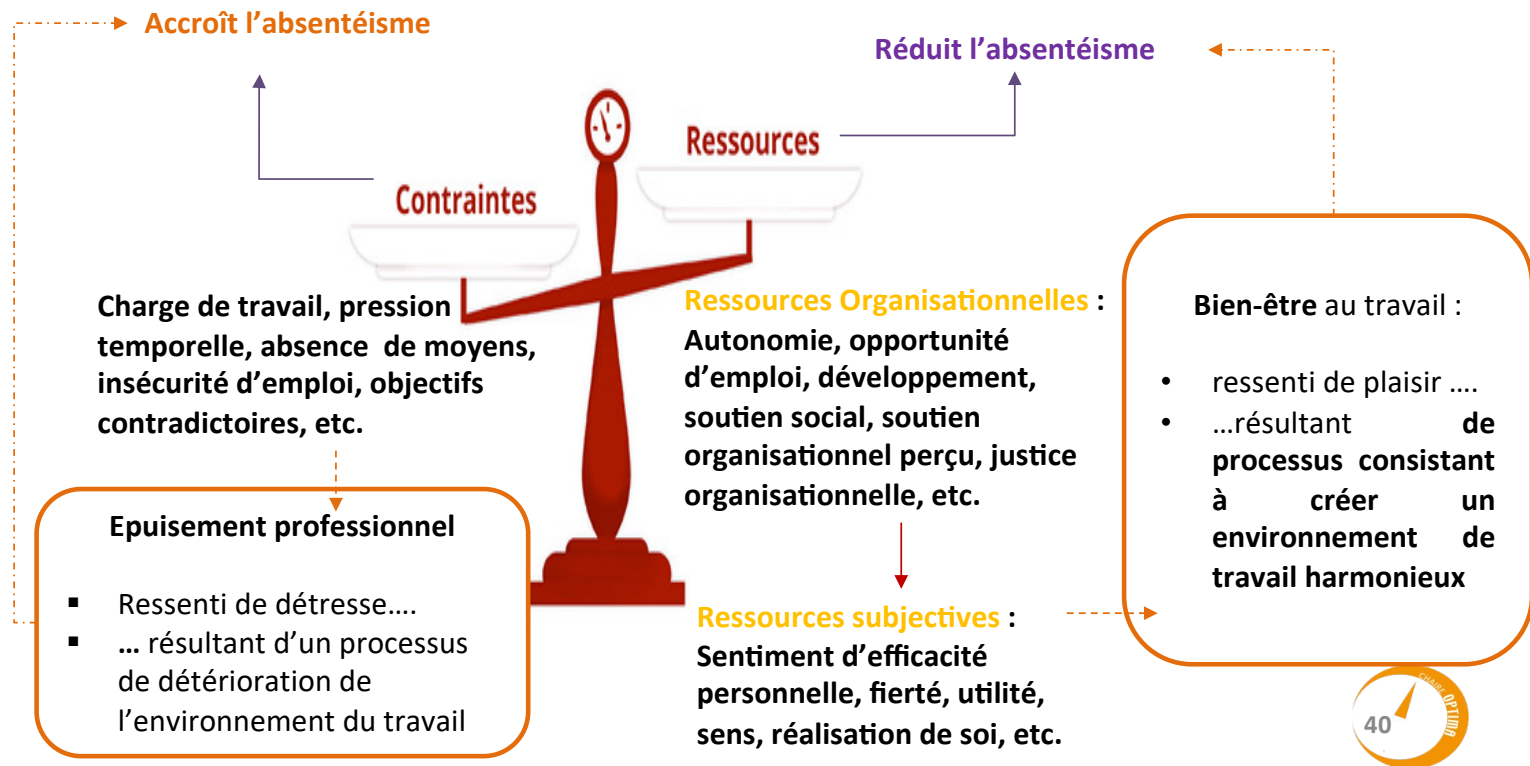 Accroît l’absentéisme
Réduit l’absentéisme
Ressources
Contraintes
Charge de travail, pression
temporelle, absence de moyens,
insécurité d’emploi, objectifs
contradictoires, etc.
Epuisement professionnel
▪ Ressenti de détresse….
▪ … résultant d’un processus
de détérioration de
l’environnement du travail
Ressources Organisationnelles :
Autonomie, opportunité
d’emploi, développement,
soutien social, soutien
organisationnel perçu, justice
organisationnelle, etc.
Ressources subjectives :
Sentiment d’efficacité
personnelle, fierté, utilité,
sens, réalisation de soi, etc.
Bien-être au travail :
• ressenti de plaisir ….
• …résultant de
processus consistant
à créer un
environnement de
travail harmonieux
CHAIRE OPTIMA
40